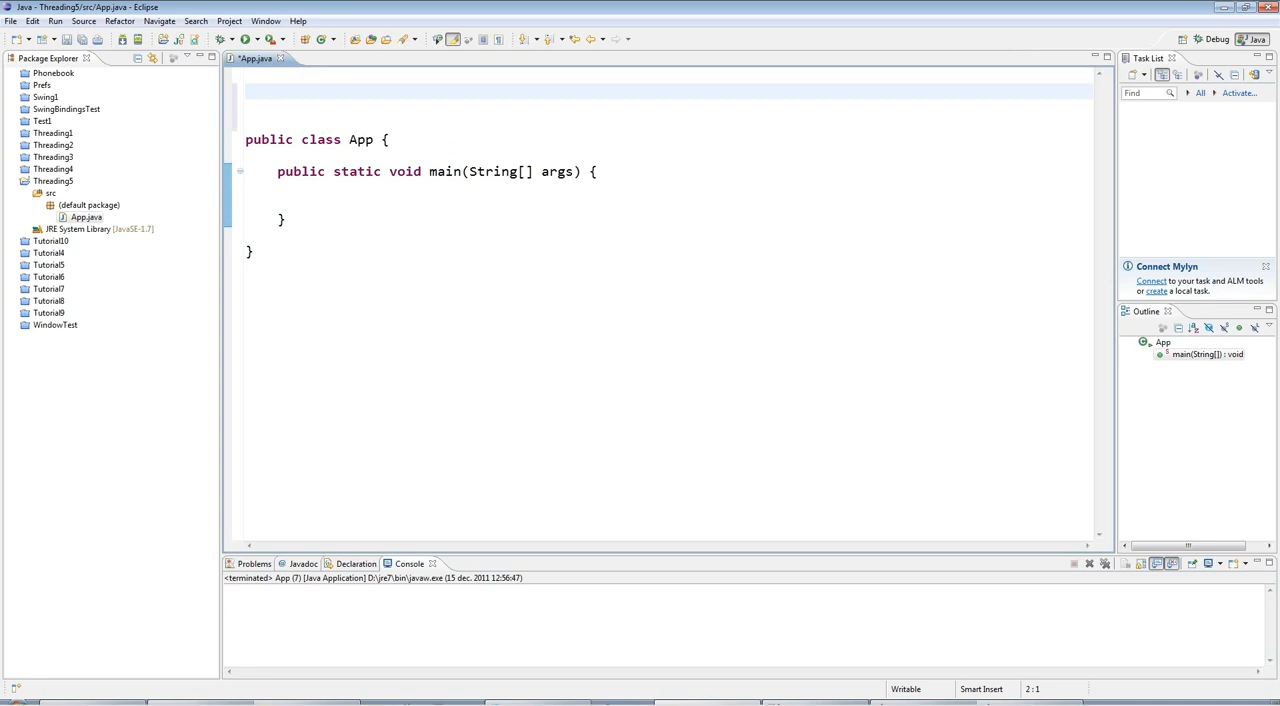 Java - Threading5/src/App.java - Eclipse
File Edit Run Source Refactor Navigate Search Project Window Help
Debug Java
Package Explorer
Phonebook
Prefs
Swing1
SwingBindingsTest
Test1
Threading1
Threading2
Threading3
Threading4
Threading5
src
(default package)
App.java
JRE System Library [JavaSE-1.7]
Tutorial10
Tutorial4
Tutorial5
Tutorial6
Tutorial7
Tutorial8
Tutorial9
WindowTest
*App.java
public class App {
public static void main(String[] args) {
}
}
Task List
Find All Activate...
Connect Mylyn
Connect to your task and ALM tools
or create a local task.
Outline
App
main(String[]) : void
Problems Javadoc Declaration Console
<terminated> App (7) [Java Application] D:\jre7\bin\javaw.exe (15 dec. 2011 12:56:47)
Writable Smart Insert 2 : 1